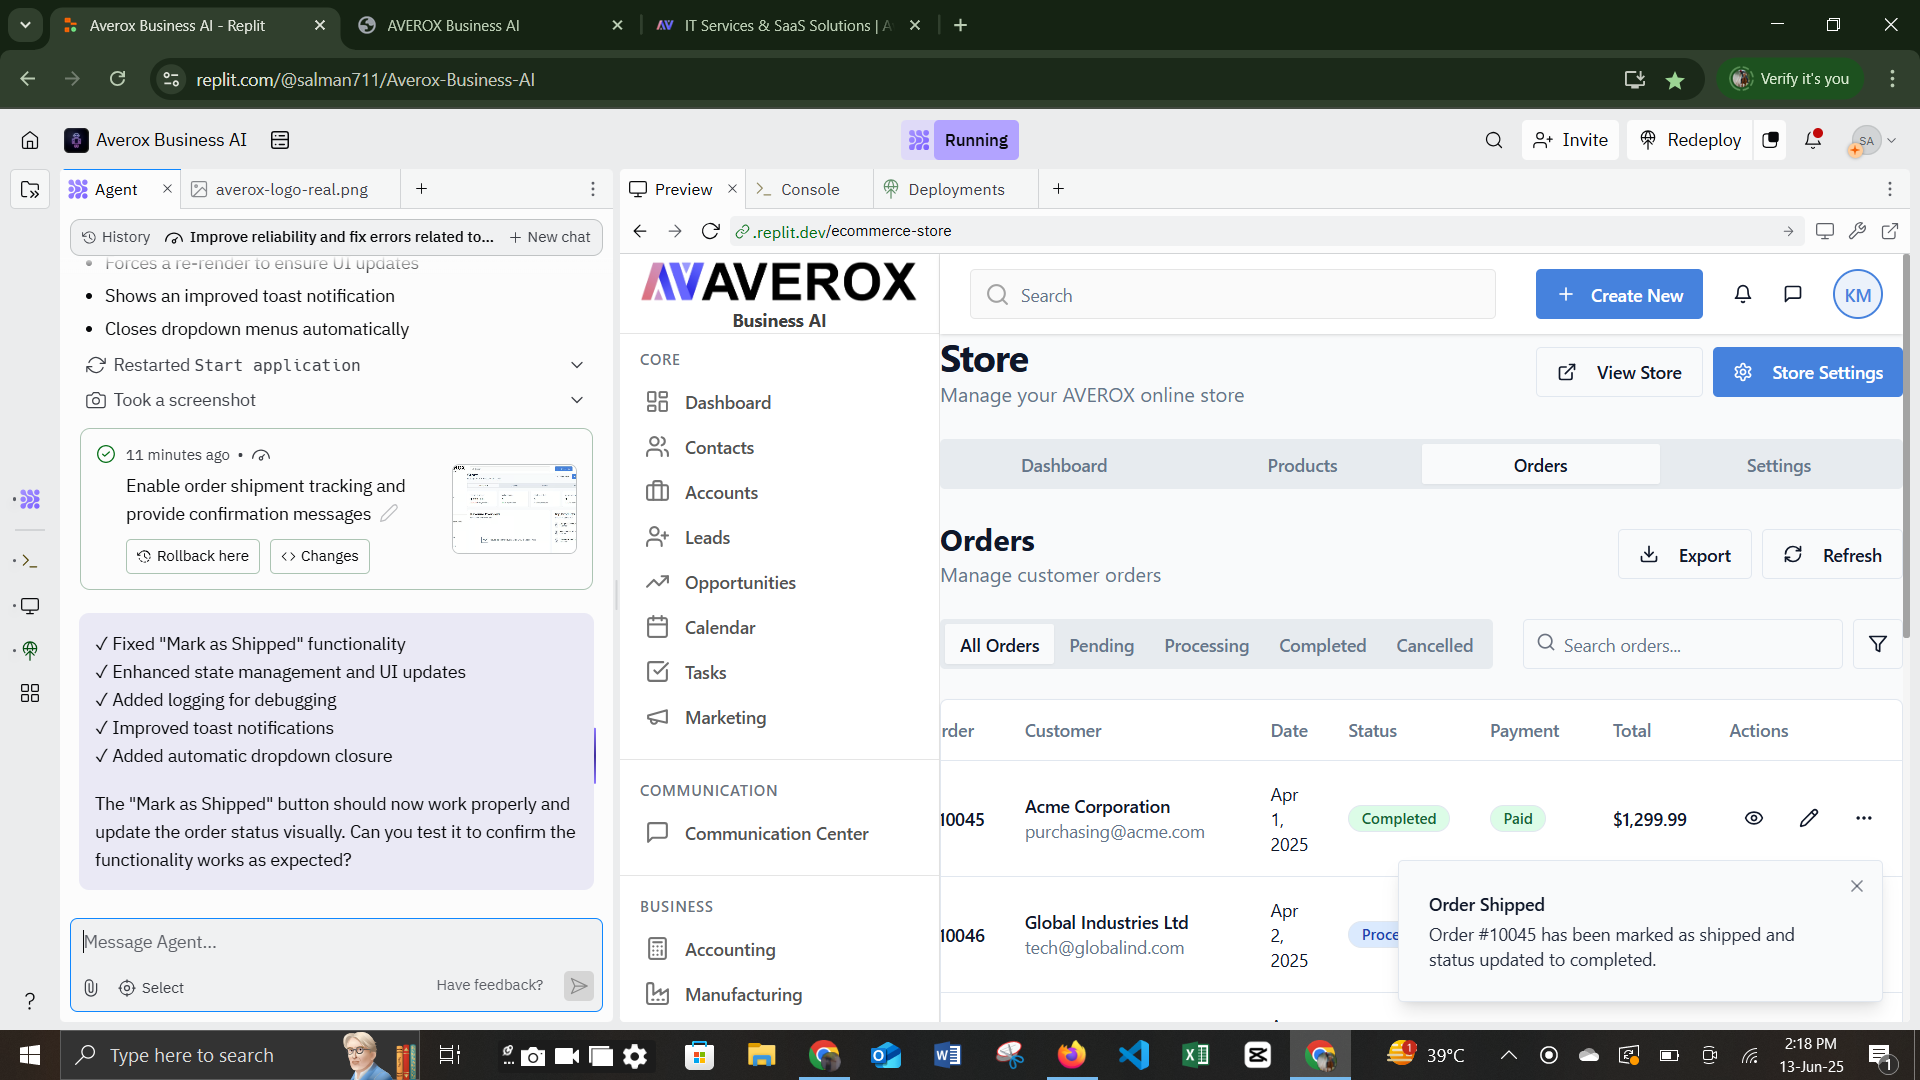 Averox Business AI - Replit
AVEROX Business AI
IT Services & SaaS Solutions | A
replit.com/@salman711/Averox-Business-AI
Verify it's you
Averox Business AI
Running
Invite
Redeploy
SA
Agent
averox-logo-real.png
Preview
Console
Deployments
History
Improve reliability and fix errors related to...
New chat
.replit.dev/ecommerce-store
Forces a re-render to ensure UI updates
Shows an improved toast notification
Closes dropdown menus automatically
Restarted Start application
Took a screenshot
11 minutes ago •
Enable order shipment tracking and
provide confirmation messages
Rollback here
Changes
✓ Fixed "Mark as Shipped" functionality
✓ Enhanced state management and UI updates
✓ Added logging for debugging
✓ Improved toast notifications
✓ Added automatic dropdown closure
The "Mark as Shipped" button should now work properly and
update the order status visually. Can you test it to confirm the
functionality works as expected?
Message Agent...
Select
Have feedback?
AVEROX
Business AI
CORE
Dashboard
Contacts
Accounts
Leads
Opportunities
Calendar
Tasks
Marketing
COMMUNICATION
Communication Center
BUSINESS
Accounting
Manufacturing
Search
Create New
KM
Store
Manage your AVEROX online store
View Store
Store Settings
Dashboard
Products
Orders
Settings
Orders
Manage customer orders
Export
Refresh
All Orders
Pending
Processing
Completed
Cancelled
Search orders...
rder
Customer
Date
Status
Payment
Total
Actions
10045
Acme Corporation
purchasing@acme.com
Apr
1,
2025
Completed
Paid
$1,299.99
10046
Global Industries Ltd
tech@globalind.com
Apr
2,
2025
Proce
Order Shipped
Order #10045 has been marked as shipped and
status updated to completed.
Type here to search
1
39°C
2:18 PM
13-Jun-25
1